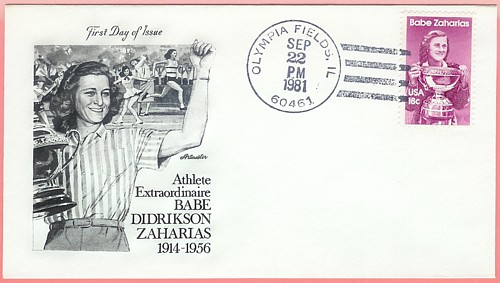 First Day of Issue
OLYMPIA FIELDS, IL
SEP
22
PM
1981
60461
Babe Zaharias
USA
18c
Artmaster
Athlete
Extraordinaire
BABE
DIDRIKSON
ZAHARIAS
1914-1956